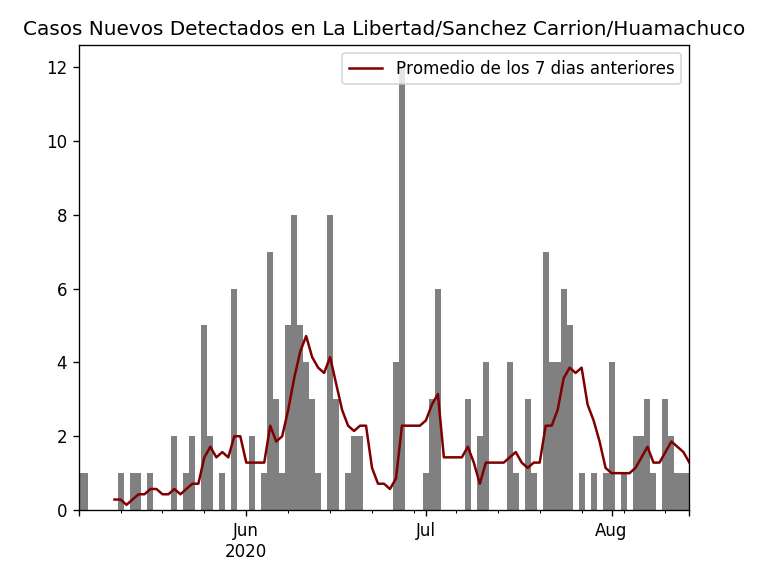 Casos Nuevos Detectados en La Libertad/Sanchez Carrion/Huamachuco
Promedio de los 7 dias anteriores
12
10
8
6
4
2
0
Jun
2020
Jul
Aug